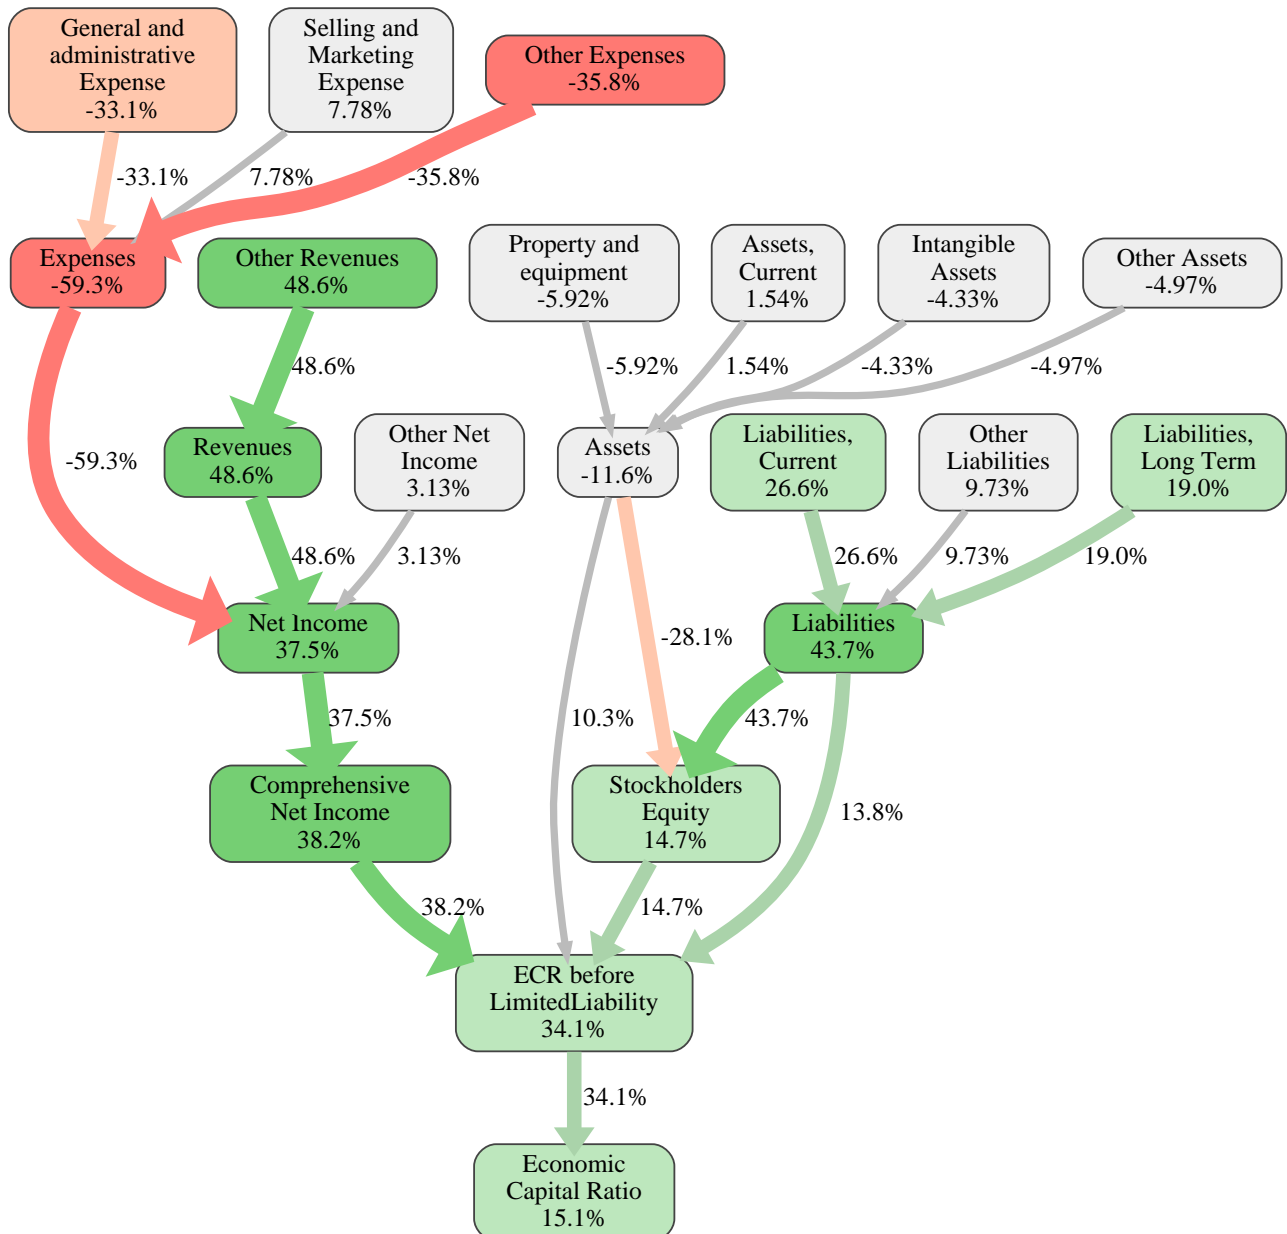 General and
administrative
Expense
-33.1%
Selling and
Marketing
Expense
7.78%
Other Expenses
-35.8%
-33.1%
7.78%
-35.8%
Expenses
-59.3%
Other Revenues
48.6%
Property and
equipment
-5.92%
Assets,
Current
1.54%
Intangible
Assets
-4.33%
Other Assets
-4.97%
48.6%
-5.92%
1.54%
-4.33%
-4.97%
-59.3%
Revenues
48.6%
Other Net
Income
3.13%
Assets
-11.6%
Liabilities,
Current
26.6%
Other
Liabilities
9.73%
Liabilities,
Long Term
19.0%
48.6%
3.13%
26.6%
9.73%
19.0%
Net Income
37.5%
-28.1%
Liabilities
43.7%
37.5%
10.3%
43.7%
13.8%
Comprehensive
Net Income
38.2%
Stockholders
Equity
14.7%
38.2%
14.7%
ECR before
LimitedLiability
34.1%
34.1%
Economic
Capital Ratio
15.1%